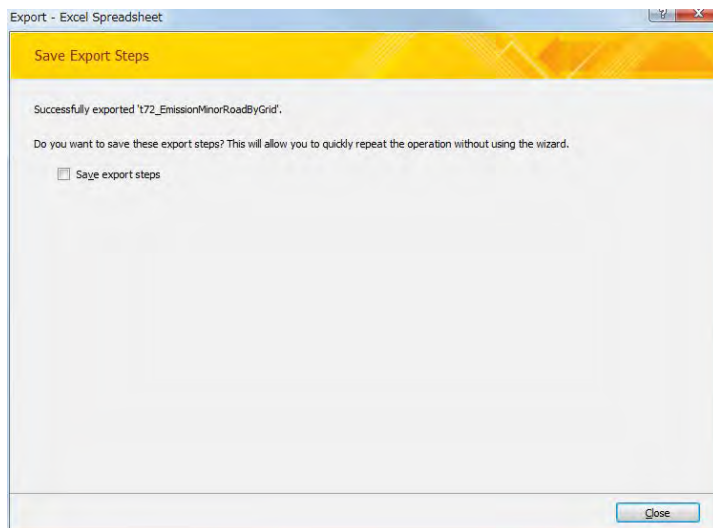 Export - Excel Spreadsheet
Save Export Steps
Successfully exported 't72_EmissionMinorRoadByGrid'.
Do you want to save these export steps? This will allow you to quickly repeat the operation without using the wizard.
Save export steps
Close